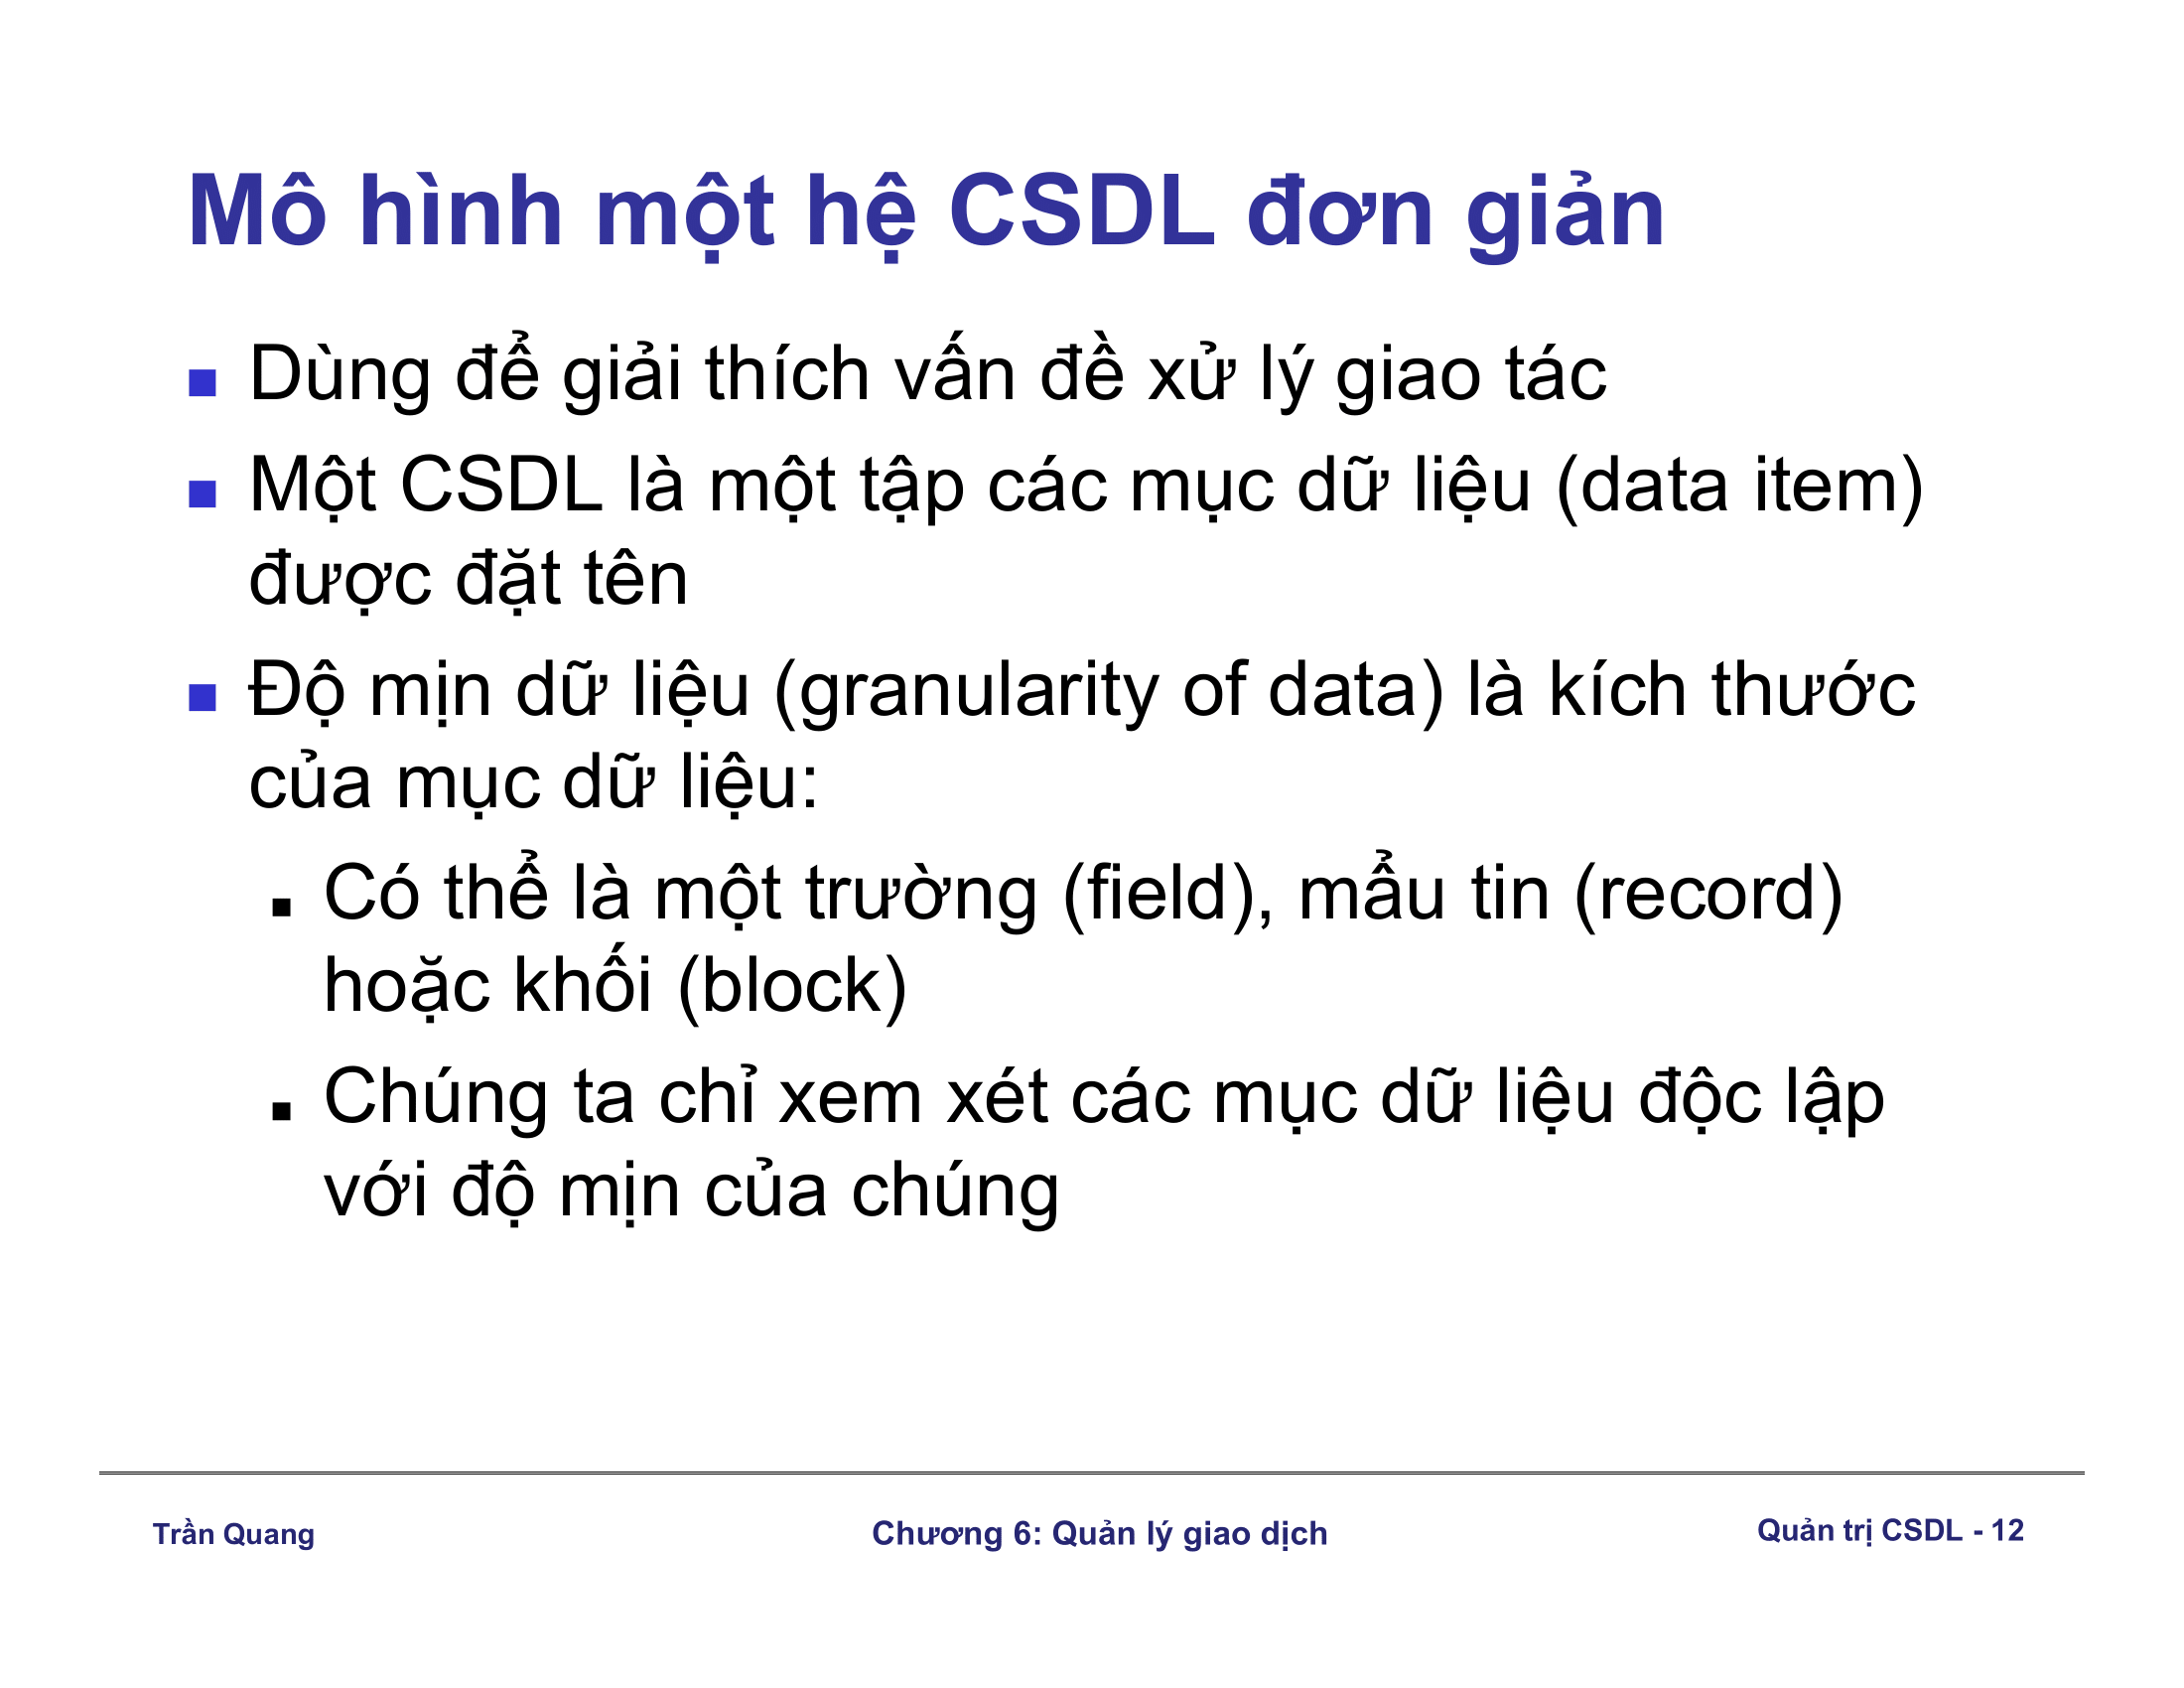 Mô hình một hệ CSDL đơn giản
Dùng để giải thích vấn đề xử lý giao tác
Một CSDL là một tập các mục dữ liệu (data item)
được đặt tên
Độ mịn dữ liệu (granularity of data) là kích thước
của mục dữ liệu:
Có thể là một trường (field), mẩu tin (record)
hoặc khối (block)
Chúng ta chỉ xem xét các mục dữ liệu độc lập
với độ mịn của chúng
Trần Quang
Chương 6: Quản lý giao dịch
Quản trị CSDL - 12